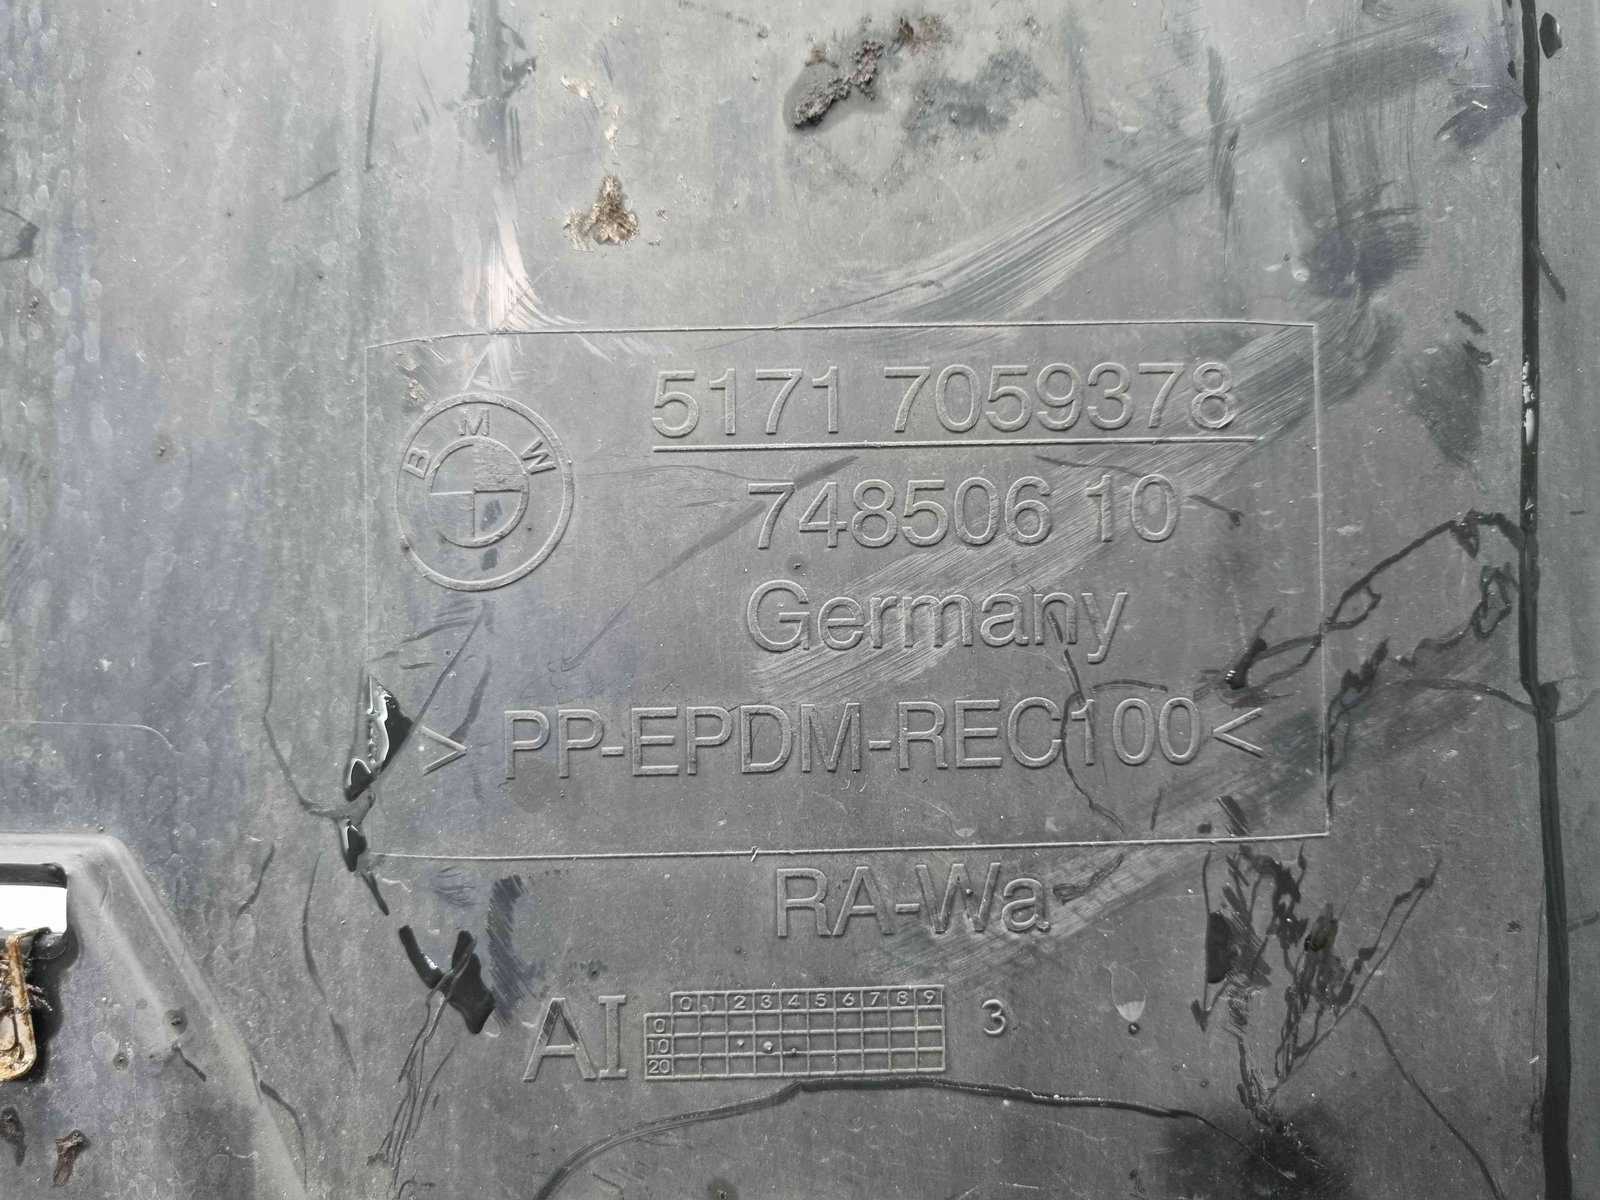 BMW
5171 7059378
748506 10
Germany
> PP-EPDM-REC100<
RA-Wa
AI
0 1 2 3 4 5 6 7 8 9
0
10
20
3